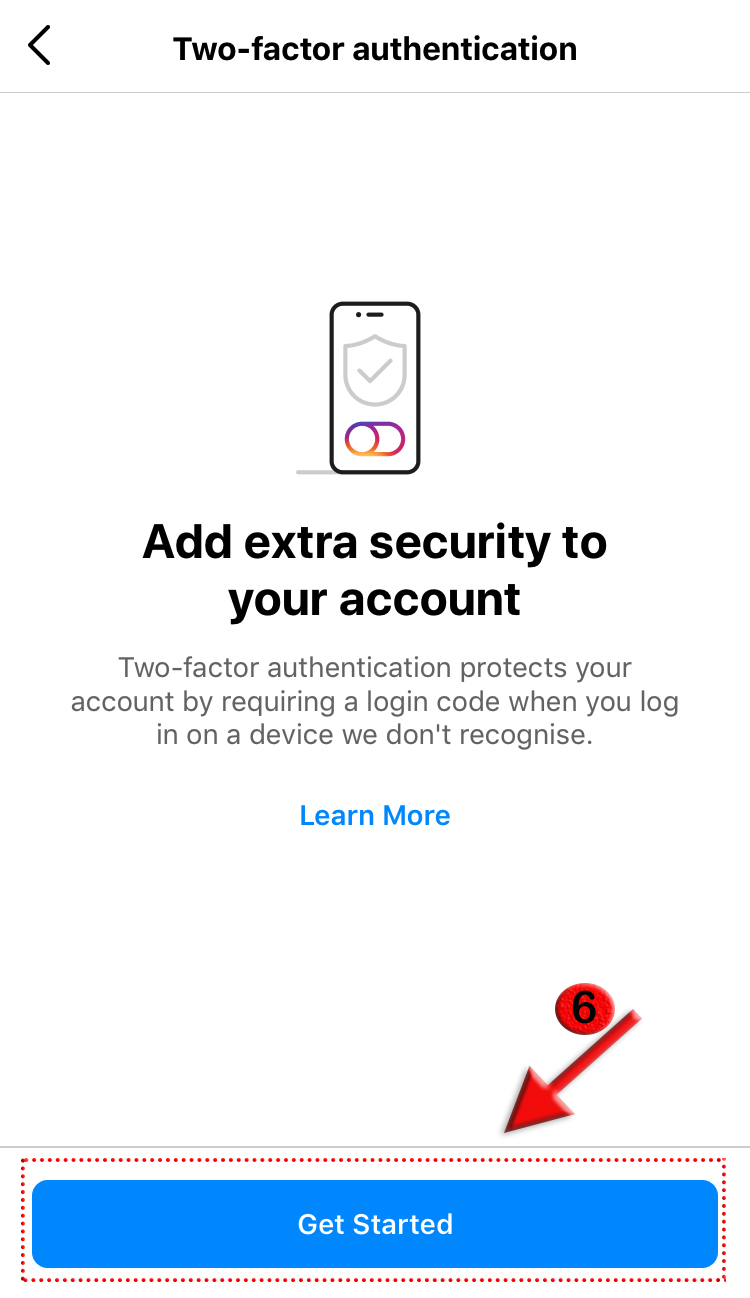 Two-factor authentication
Add extra security to
your account
Two-factor authentication protects your
account by requiring a login code when you log
in on a device we don't recognise.
Learn More
6
Get Started